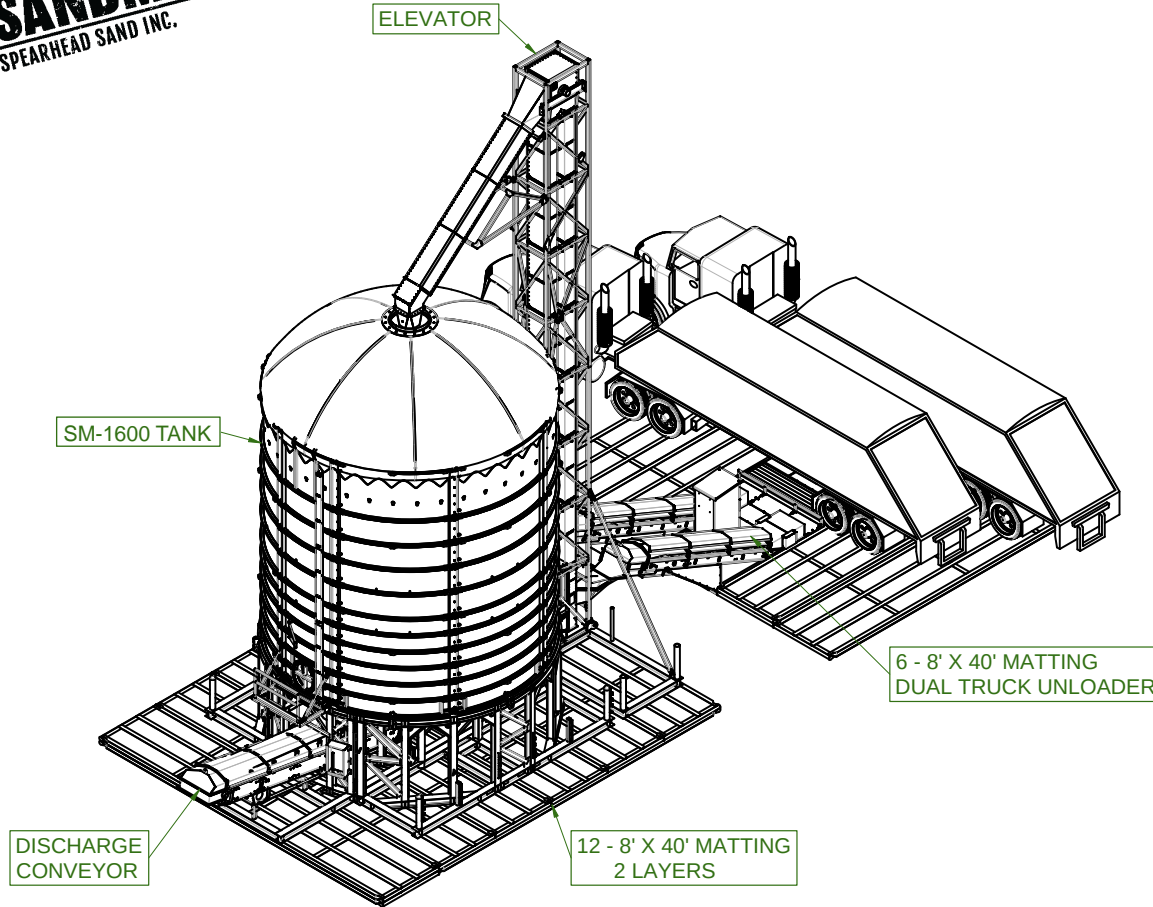 SPEARHEAD SAND INC.
ELEVATOR
SM-1600 TANK
6 - 8' X 40' MATTING
DUAL TRUCK UNLOADER
DISCHARGE
CONVEYOR
12 - 8' X 40' MATTING
2 LAYERS